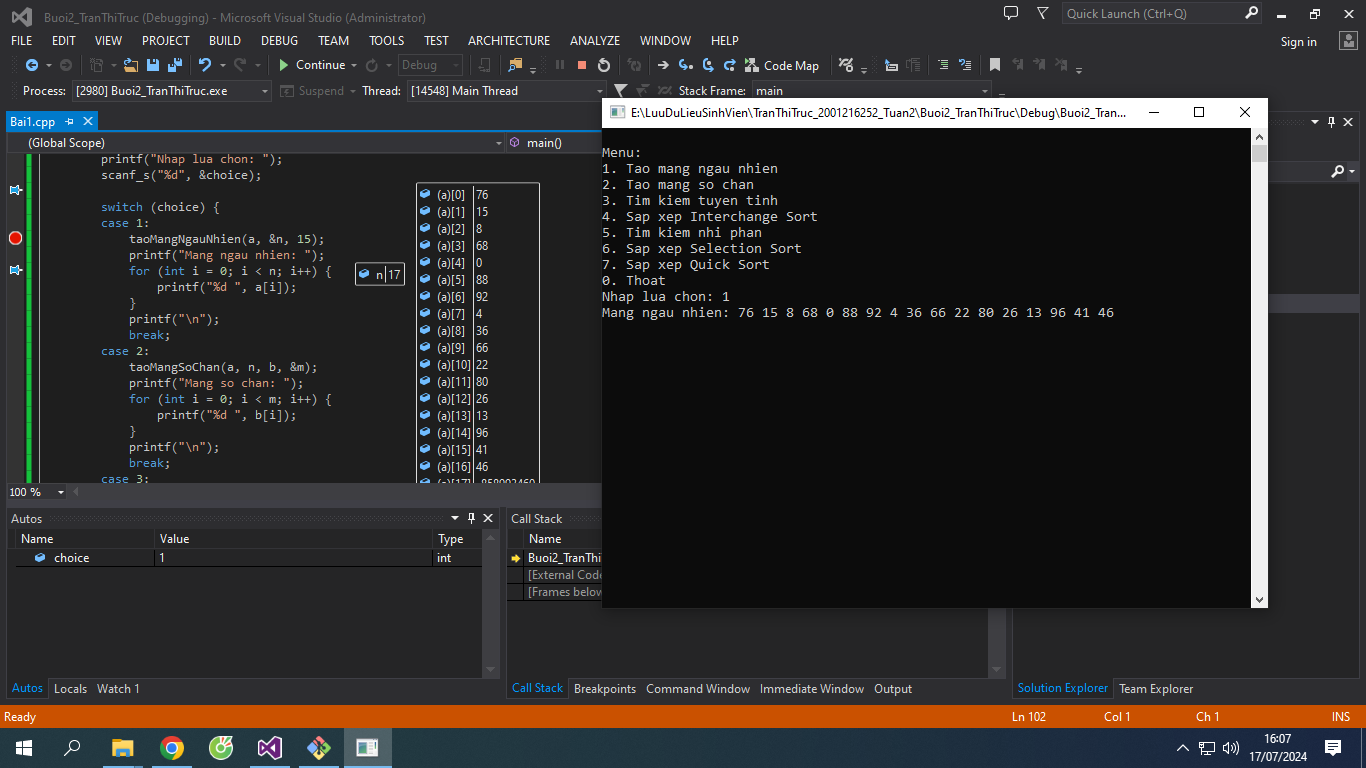 Buoi2_TranThiTruc (Debugging) - Microsoft Visual Studio (Administrator)
Quick Launch (Ctrl+Q)
FILE EDIT VIEW PROJECT BUILD DEBUG TEAM TOOLS TEST ARCHITECTURE ANALYZE WINDOW HELP
Sign in
Continue Debug Code Map
Process: [2980] Buoi2_TranThiTruc.exe Suspend Thread: [14548] Main Thread Stack Frame: main
Bai1.cpp
(Global Scope) main()
printf("Nhap lua chon: ");
scanf_s("%d", &choice);
switch (choice) {
case 1:
taoMangNgauNhien(a, &n, 15);
printf("Mang ngau nhien: ");
for (int i = 0; i < n; i++) {
printf("%d ", a[i]);
}
printf("\n");
break;
case 2:
taoMangSoChan(a, n, b, &m);
printf("Mang so chan: ");
for (int i = 0; i < m; i++) {
printf("%d ", b[i]);
}
printf("\n");
break;
case 3:
n 17
(a)[0] 76
(a)[1] 15
(a)[2] 8
(a)[3] 68
(a)[4] 0
(a)[5] 88
(a)[6] 92
(a)[7] 4
(a)[8] 36
(a)[9] 66
(a)[10] 22
(a)[11] 80
(a)[12] 26
(a)[13] 13
(a)[14] 96
(a)[15] 41
(a)[16] 46
E:\LuuDuLieuSinhVien\TranThiTruc_2001216252_Tuan2\Buoi2_TranThiTruc\Debug\Buoi2_Tran...
Menu:
1. Tao mang ngau nhien
2. Tao mang so chan
3. Tim kiem tuyen tinh
4. Sap xep Interchange Sort
5. Tim kiem nhi phan
6. Sap xep Selection Sort
7. Sap xep Quick Sort
0. Thoat
Nhap lua chon: 1
Mang ngau nhien: 76 15 8 68 0 88 92 4 36 66 22 80 26 13 96 41 46
100 %
Autos
Name Value Type
choice 1 int
Autos Locals Watch 1
Call Stack
Name
Buoi2_TranThi
[External Code
[Frames below
Call Stack Breakpoints Command Window Immediate Window Output
Solution Explorer Team Explorer
Ready Ln 102 Col 1 Ch 1 INS
16:07
17/07/2024